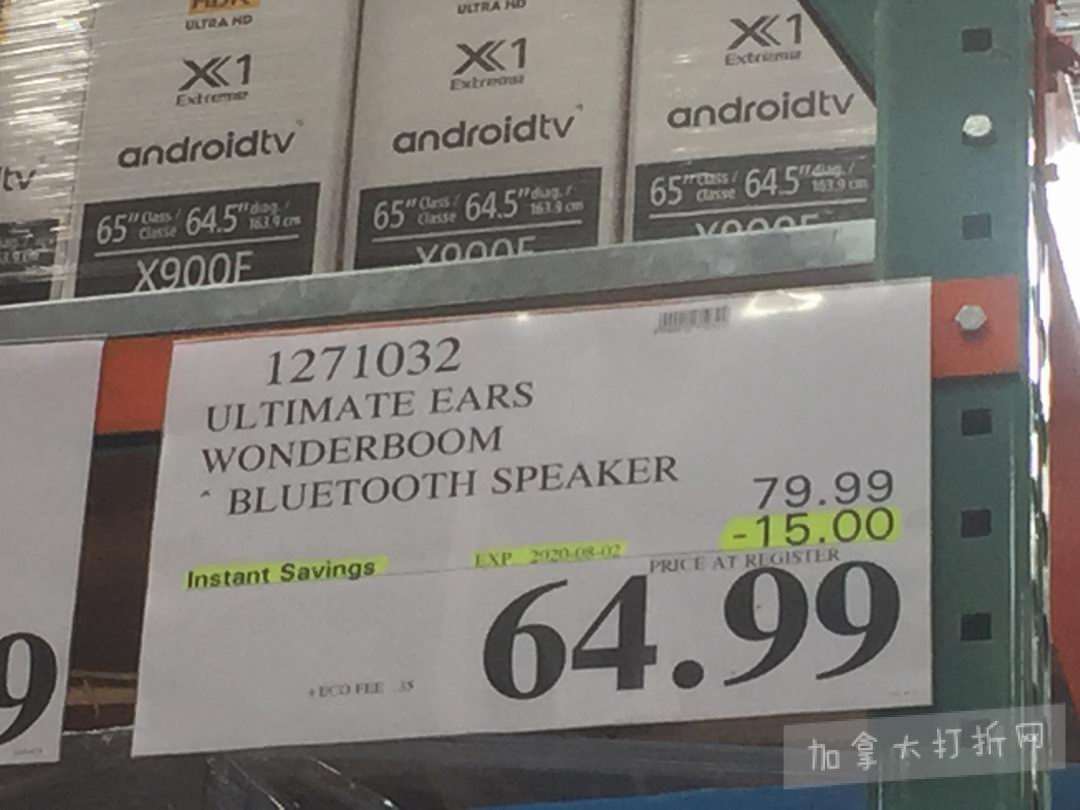 HDR
ULTRA HD
X1
Extreme
androidtv
65" Class / Classe 64.5" diag. / 163.9 cm
X900F
ULTRA HD
X1
Extreme
androidtv
65" Class / Classe 64.5" diag. / 163.9 cm
X1
Extreme
androidtv
65" Class / Classe 64.5" diag. / 163.9 cm
tv
1271032
ULTIMATE EARS
WONDERBOOM
^ BLUETOOTH SPEAKER
79.99
-15.00
Instant Savings EXP 2020-08-02
PRICE AT REGISTER
64.99
+ECO FEE .35
9
加拿大打折网